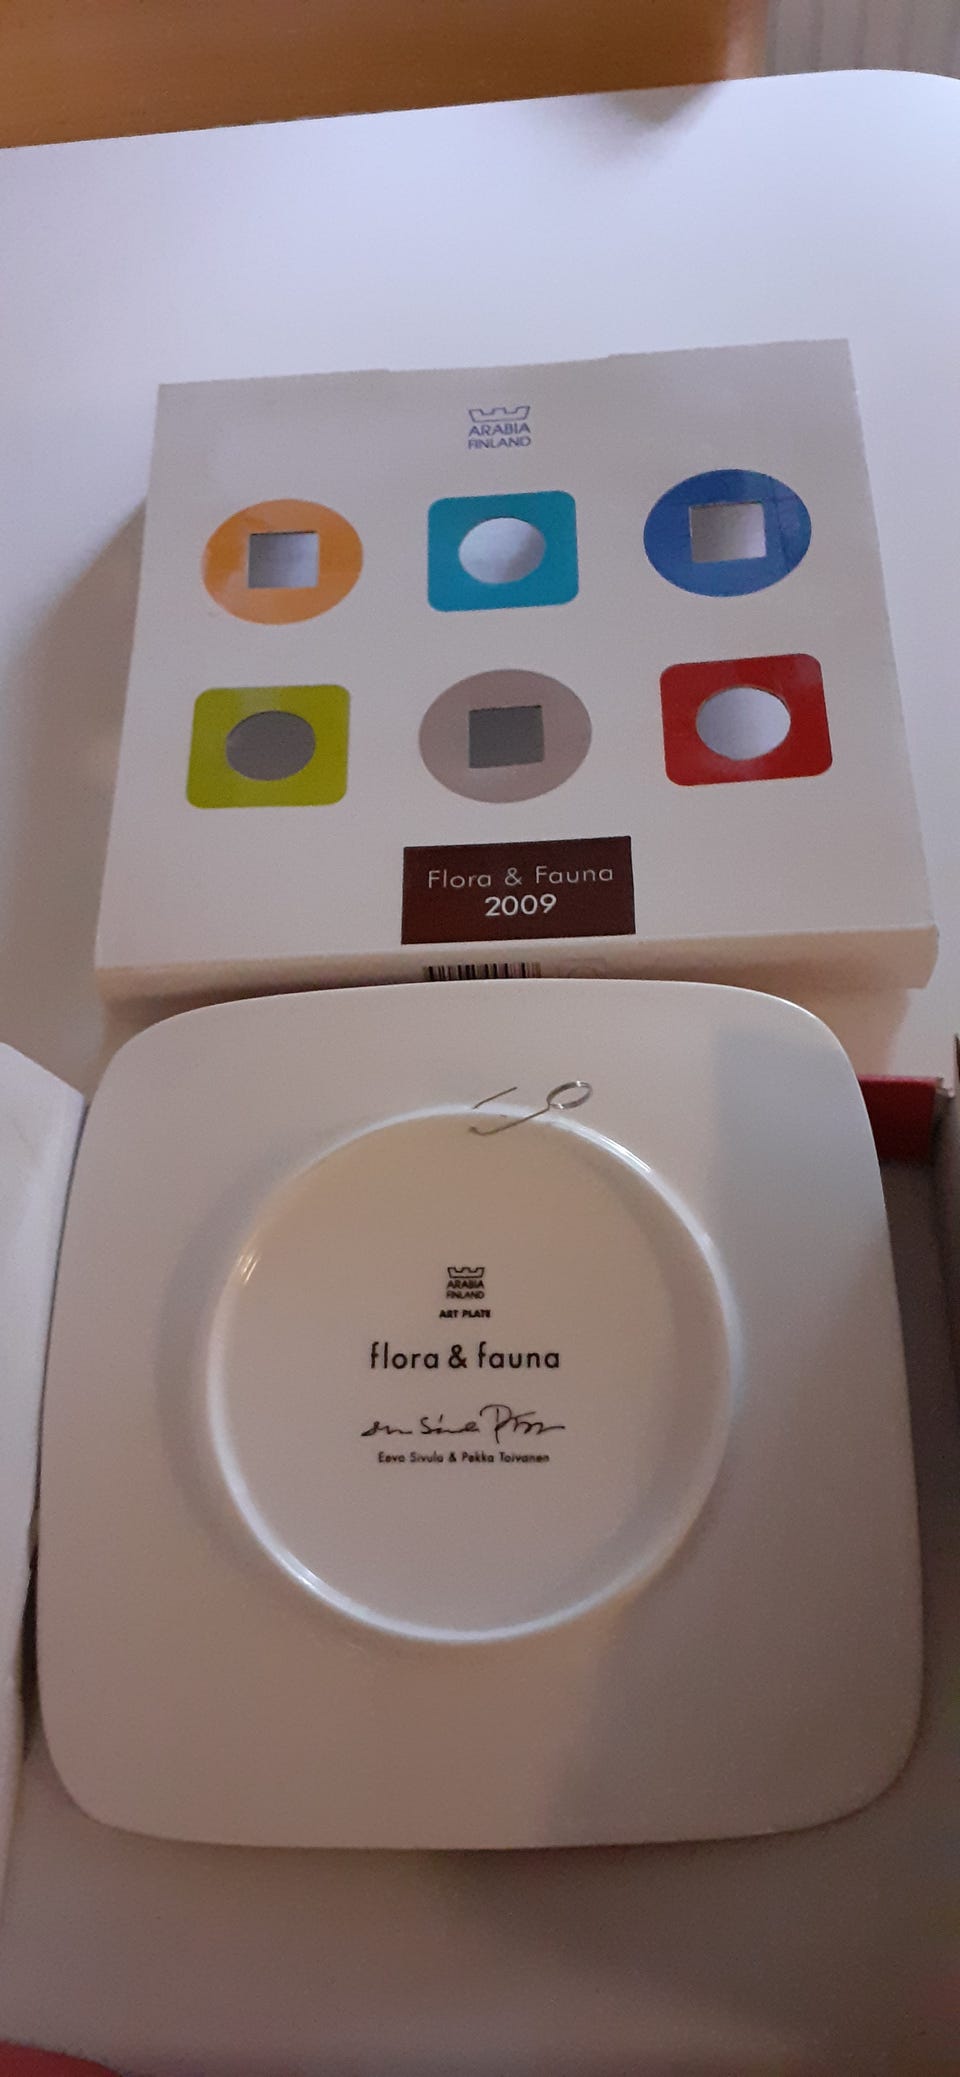 ARABIA
FINLAND
Flora & Fauna
2009
ARABIA
FINLAND
ART PLATE
flora & fauna
Eeva Sivula & Pekka Toivanen